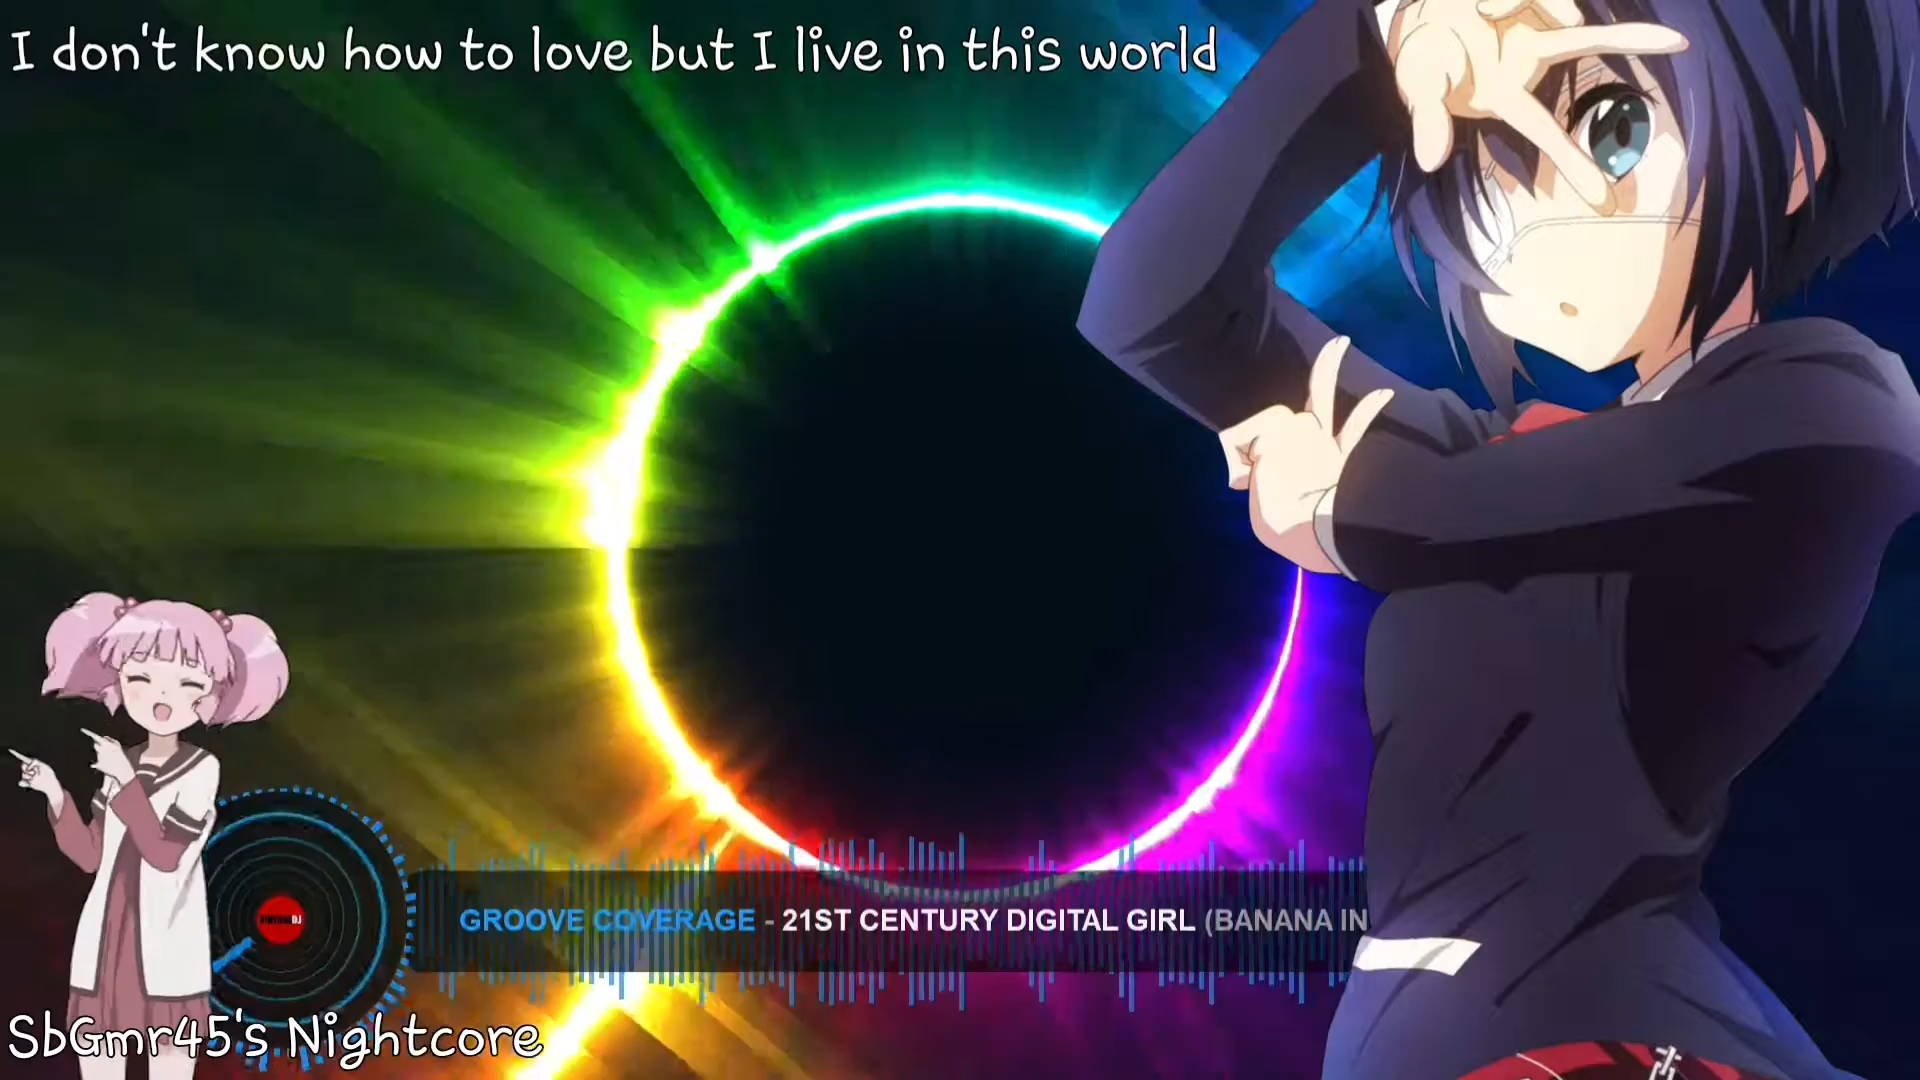 I don't know how to love but I live in this world
GROOVE COVERAGE - 21ST CENTURY DIGITAL GIRL (BANANA IN
SbGmr45's Nightcore